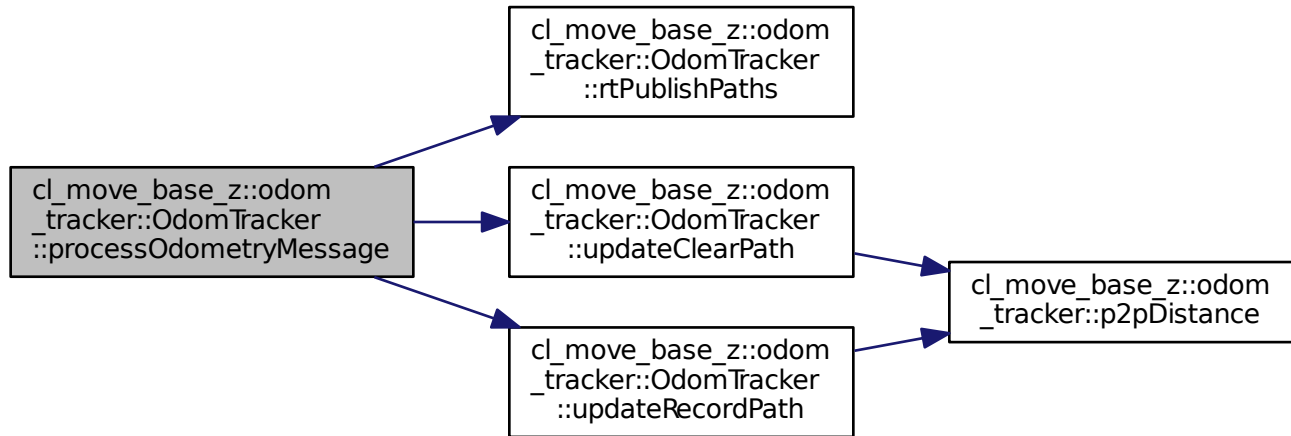 cl_move_base_z::odom
_tracker::OdomTracker
::processOdometryMessage
cl_move_base_z::odom
_tracker::OdomTracker
::rtPublishPaths
cl_move_base_z::odom
_tracker::OdomTracker
::updateClearPath
cl_move_base_z::odom
_tracker::OdomTracker
::updateRecordPath
cl_move_base_z::odom
_tracker::p2pDistance